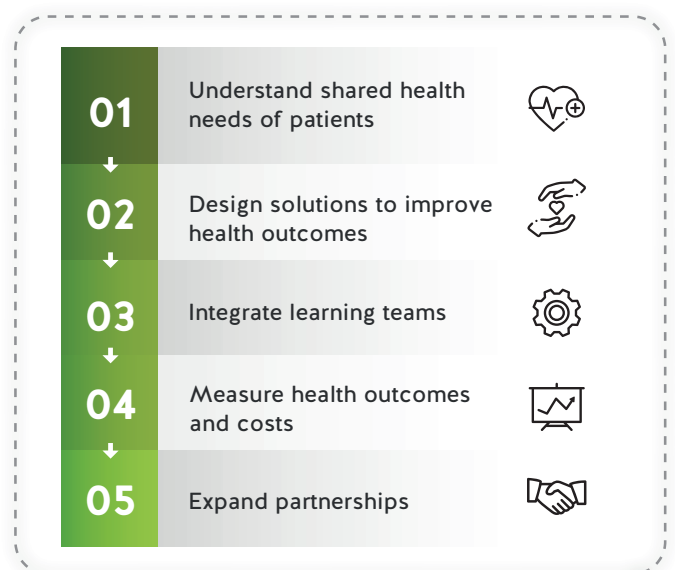 01
Understand shared health
needs of patients
02
Design solutions to improve
health outcomes
03
Integrate learning teams
04
Measure health outcomes
and costs
05
Expand partnerships